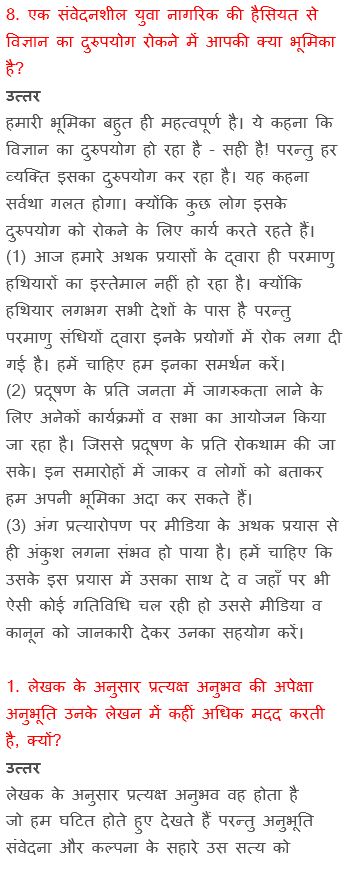 8. एक संवेदनशील युवा नागरिक की हैसियत से
विज्ञान का दुरुपयोग रोकने में आपकी क्या भूमिका
है?
उत्तर
हमारी भूमिका बहुत ही महत्वपूर्ण है। ये कहना कि
विज्ञान का दुरुपयोग हो रहा है - सही है! परन्तु हर
व्यक्ति इसका दुरुपयोग कर रहा है। यह कहना
सर्वथा गलत होगा। क्योंकि कुछ लोग इसके
दुरुपयोग को रोकने के लिए कार्य करते रहते हैं।
(1) आज हमारे अथक प्रयासों के द्वारा ही परमाणु
हथियारों का इस्तेमाल नहीं हो रहा है। क्योंकि
हथियार लगभग सभी देशों के पास है परन्तु
परमाणु संधियों द्वारा इनके प्रयोगों में रोक लगा दी
गई है। हमें चाहिए हम इनका समर्थन करें।
(2) प्रदूषण के प्रति जनता में जागरुकता लाने के
लिए अनेकों कार्यक्रमों व सभा का आयोजन किया
जा रहा है। जिससे प्रदूषण के प्रति रोकथाम की जा
सके। इन समारोहों में जाकर व लोगों को बताकर
हम अपनी भूमिका अदा कर सकते हैं।
(3) अंग प्रत्यारोपण पर मीडिया के अथक प्रयास से
ही अंकुश लगना संभव हो पाया है। हमें चाहिए कि
उसके इस प्रयास में उसका साथ दे व जहाँ पर भी
ऐसी कोई गतिविधि चल रही हो उससे मीडिया व
कानून को जानकारी देकर उनका सहयोग करें।
1. लेखक के अनुसार प्रत्यक्ष अनुभव की अपेक्षा
अनुभूति उनके लेखन में कहीं अधिक मदद करती
है, क्यों?
उत्तर
लेखक के अनुसार प्रत्यक्ष अनुभव वह होता है
जो हम घटित होते हुए देखते हैं परन्तु अनुभूति
संवेदना और कल्पना के सहारे उस सत्य को